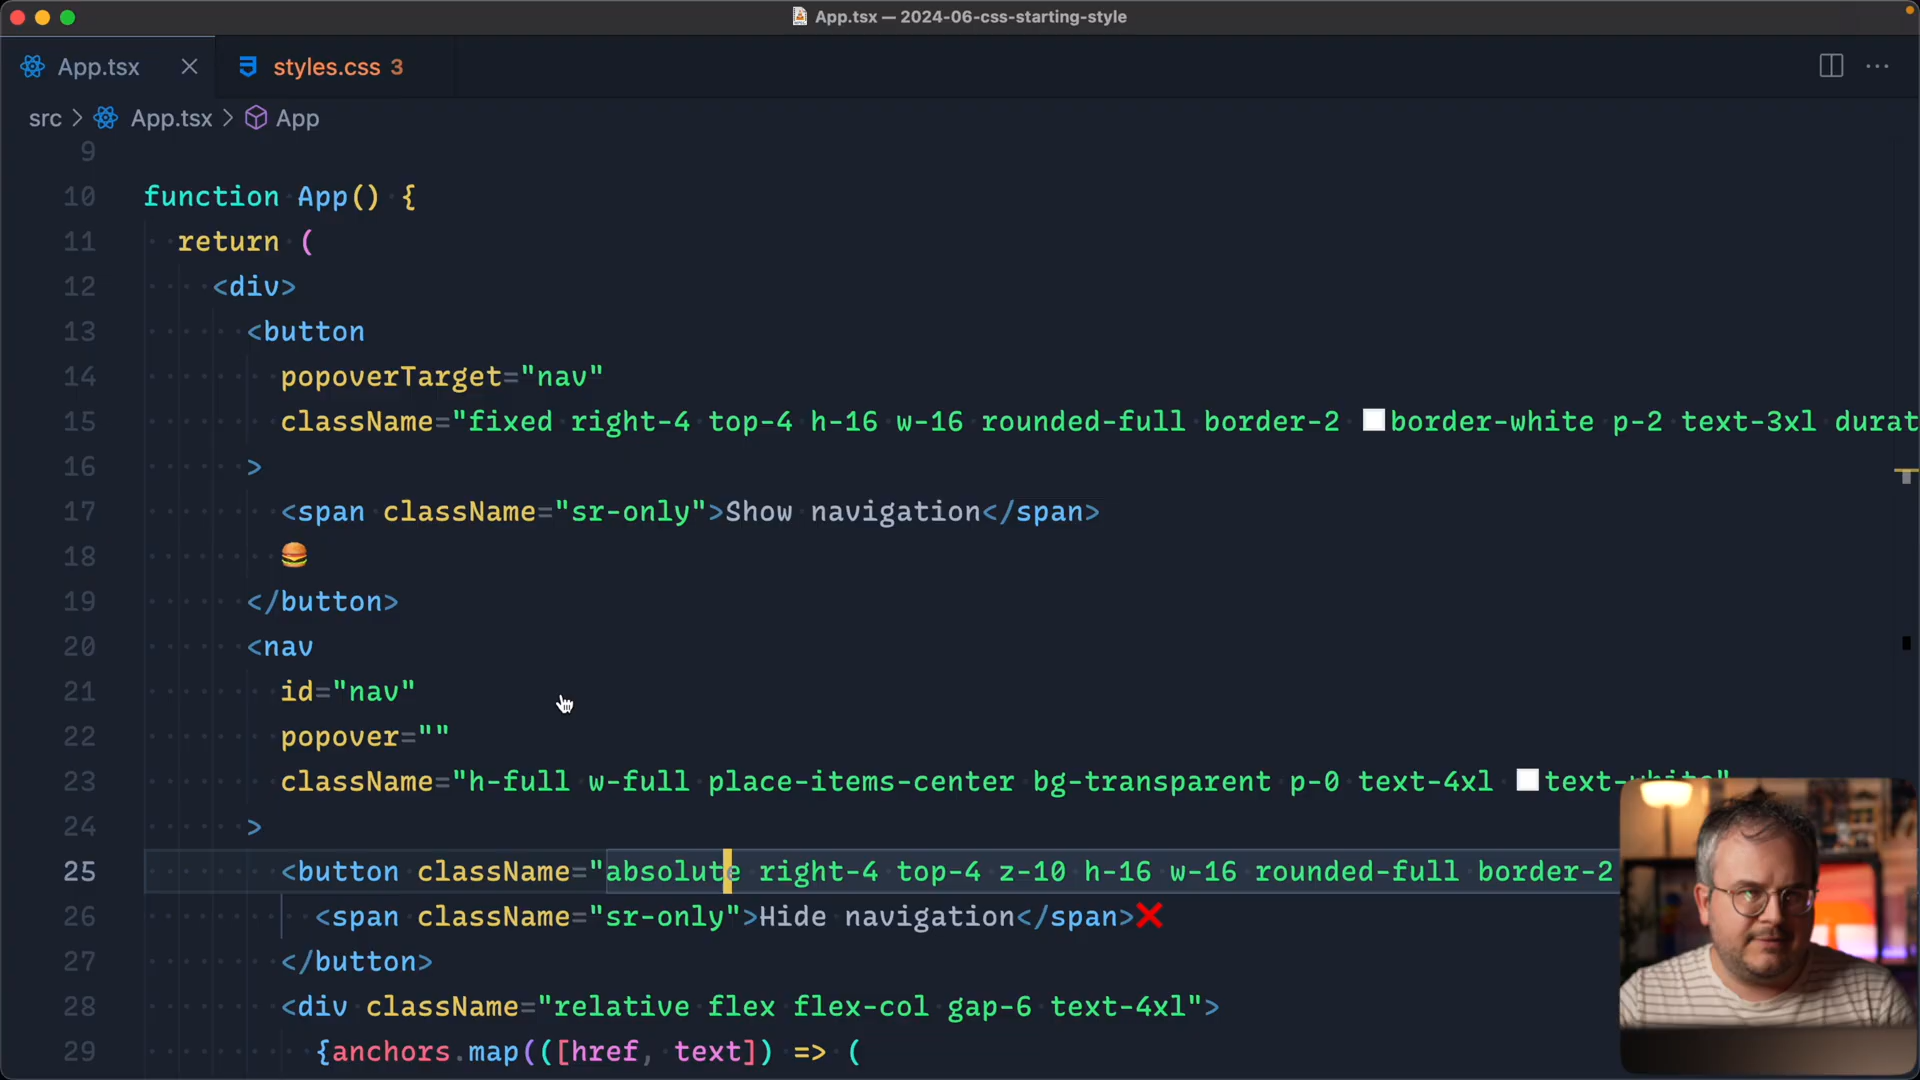 App.tsx — 2024-06-css-starting-style
App.tsx
styles.css 3
src > App.tsx > App
9
10 function App() {
11 return (
12 <div>
13 <button
14 popoverTarget="nav"
15 className="fixed right-4 top-4 h-16 w-16 rounded-full border-2 border-white p-2 text-3xl durat
16 >
17 <span className="sr-only">Show navigation</span>
18 🍔
19 </button>
20 <nav
21 id="nav"
22 popover=""
23 className="h-full w-full place-items-center bg-transparent p-0 text-4xl text-white"
24 >
25 <button className="absolute right-4 top-4 z-10 h-16 w-16 rounded-full border-2
26 <span className="sr-only">Hide navigation</span>❌
27 </button>
28 <div className="relative flex flex-col gap-6 text-4xl">
29 {anchors.map(([href, text]) => (